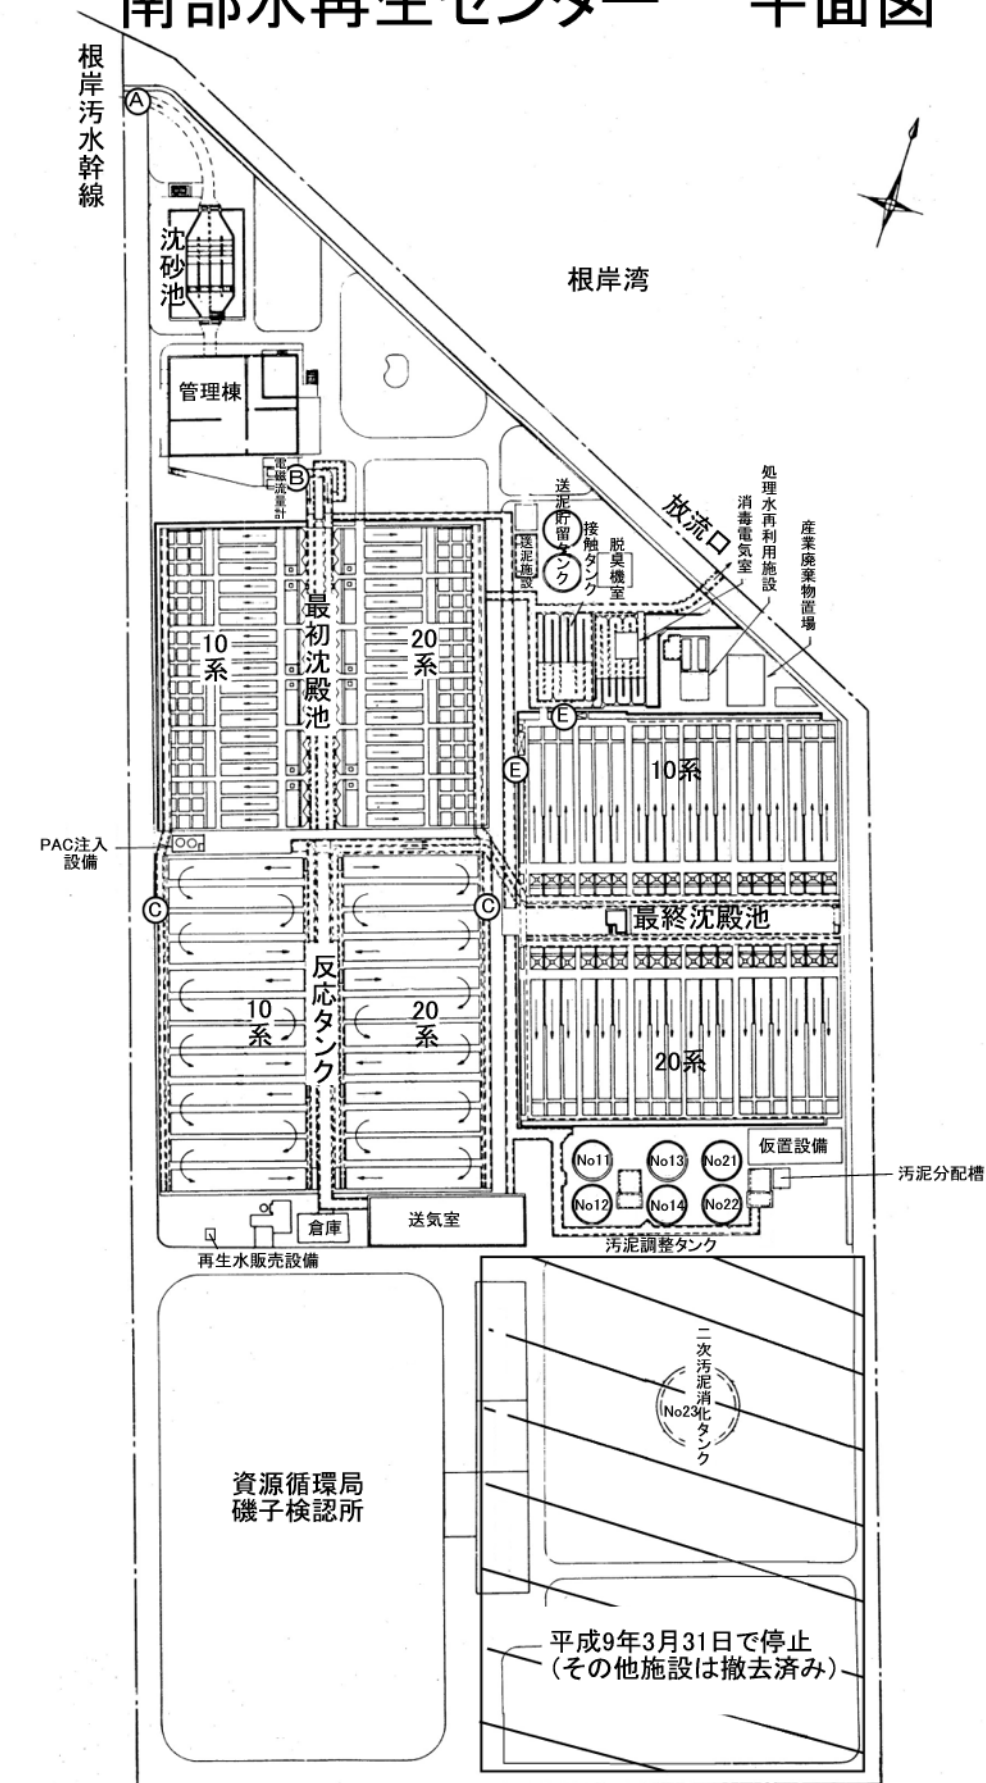 南部水再生センター 平面図
根岸汚水幹線
A
沈砂池
根岸湾
管理棟
電磁流量計
B
送泥貯留タンク
接触タンク
脱臭機室
送泥施設
放流口
消毒電気室
処理水再利用施設
産業廃棄物置場
10系
最初沈殿池
20系
E
E
10系
PAC注入
設備
C
C
最終沈殿池
反応タンク
10系
20系
20系
No11
No13
No21
仮置設備
汚泥分配槽
No12
No14
No22
倉庫
送気室
汚泥調整タンク
再生水販売設備
二次汚泥消化タンク
No23
資源循環局
磯子検認所
平成9年3月31日で停止
(その他施設は撤去済み)